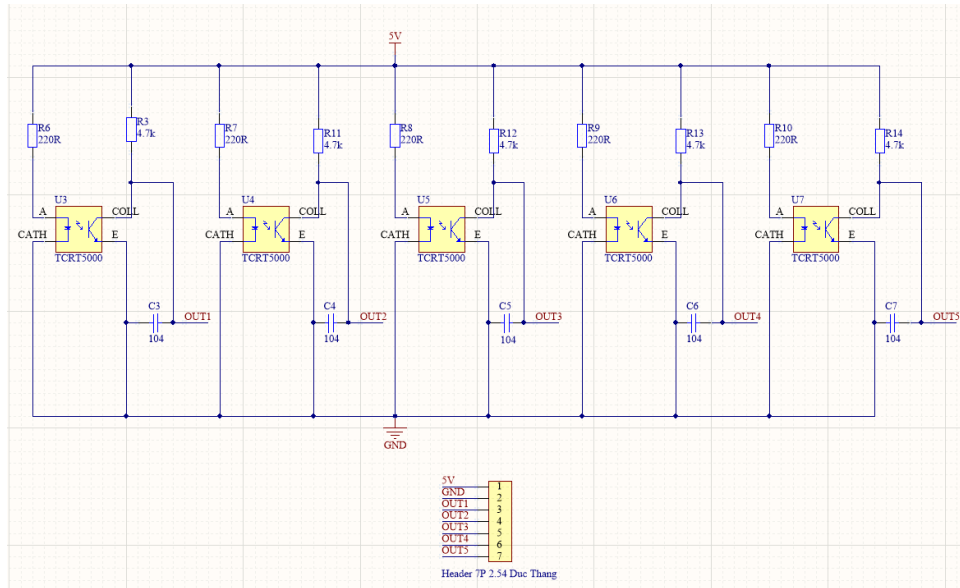 5V
R6
220R
R3
4.7k
R7
220R
R11
4.7k
R8
220R
R12
4.7k
R9
220R
R13
4.7k
R10
220R
R14
4.7k
U3
A
COLL
CATH
E
TCRT5000
U4
A
COLL
CATH
E
TCRT5000
U5
A
COLL
CATH
E
TCRT5000
U6
A
COLL
CATH
E
TCRT5000
U7
A
COLL
CATH
E
TCRT5000
C3
OUT1
104
C4
OUT2
104
C5
OUT3
104
C6
OUT4
104
C7
OUT5
104
GND
5V 1
GND 2
OUT1 3
OUT2 4
OUT3 5
OUT4 6
OUT5 7
Header 7P 2.54 Duc Thang